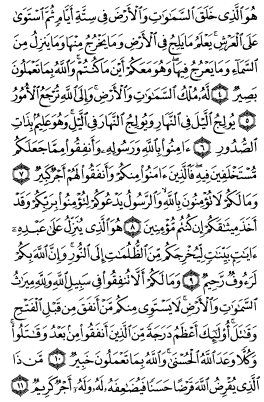 هُوَ ٱلَّذِى خَلَقَ ٱلسَّمَـٰوَٰتِ وَٱلْأَرْضَ فِى سِتَّةِ أَيَّامٍ ثُمَّ ٱسْتَوَىٰ
عَلَى ٱلْعَرْشِ يَعْلَمُ مَا يَلِجُ فِى ٱلْأَرْضِ وَمَا يَخْرُجُ مِنْهَا وَمَا يَنزِلُ مِنَ
ٱلسَّمَآءِ وَمَا يَعْرُجُ فِيهَا وَهُوَ مَعَكُمْ أَيْنَ مَا كُنتُمْ وَٱللَّهُ بِمَا تَعْمَلُونَ
بَصِيرٌ ٤ لَّهُۥ مُلْكُ ٱلسَّمَـٰوَٰتِ وَٱلْأَرْضِ وَإِلَى ٱللَّهِ تُرْجَعُ ٱلْأُمُورُ
٥ يُولِجُ ٱلَّيْلَ فِى ٱلنَّهَارِ وَيُولِجُ ٱلنَّهَارَ فِى ٱلَّيْلِ وَهُوَ عَلِيمٌۢ بِذَاتِ
ٱلصُّدُورِ ٦ ءَامِنُوا۟ بِٱللَّهِ وَرَسُولِهِۦ وَأَنفِقُوا۟ مِمَّا جَعَلَكُم
مُّسْتَخْلَفِينَ فِيهِ فَٱلَّذِينَ ءَامَنُوا۟ مِنكُمْ وَأَنفَقُوا۟ لَهُمْ أَجْرٌ كَبِيرٌ ٧
وَمَا لَكُمْ لَا تُؤْمِنُونَ بِٱللَّهِ وَٱلرَّسُولُ يَدْعُوكُمْ لِتُؤْمِنُوا۟ بِرَبِّكُمْ وَقَدْ
أَخَذَ مِيثَـٰقَكُمْ إِن كُنتُم مُّؤْمِنِينَ ٨ هُوَ ٱلَّذِى يُنَزِّلُ عَلَىٰ عَبْدِهِۦٓ
ءَايَـٰتٍۭ بَيِّنَـٰتٍ لِّيُخْرِجَكُم مِّنَ ٱلظُّلُمَـٰتِ إِلَى ٱلنُّورِ وَإِنَّ ٱللَّهَ بِكُمْ
لَرَءُوفٌ رَّحِيمٌ ٩ وَمَا لَكُمْ أَلَّا تُنفِقُوا۟ فِى سَبِيلِ ٱللَّهِ وَلِلَّهِ مِيرَٰثُ
ٱلسَّمَـٰوَٰتِ وَٱلْأَرْضِ لَا يَسْتَوِى مِنكُم مَّنْ أَنفَقَ مِن قَبْلِ ٱلْفَتْحِ
وَقَـٰتَلَ أُو۟لَـٰٓئِكَ أَعْظَمُ دَرَجَةً مِّنَ ٱلَّذِينَ أَنفَقُوا۟ مِنۢ بَعْدُ وَقَـٰتَلُوا۟
وَكُلًّا وَعَدَ ٱللَّهُ ٱلْحُسْنَىٰ وَٱللَّهُ بِمَا تَعْمَلُونَ خَبِيرٌ ١٠ مَّن ذَا
ٱلَّذِى يُقْرِضُ ٱللَّهَ قَرْضًا حَسَنًا فَيُضَـٰعِفَهُۥ لَهُۥ وَلَهُۥٓ أَجْرٌ كَرِيمٌ ١١